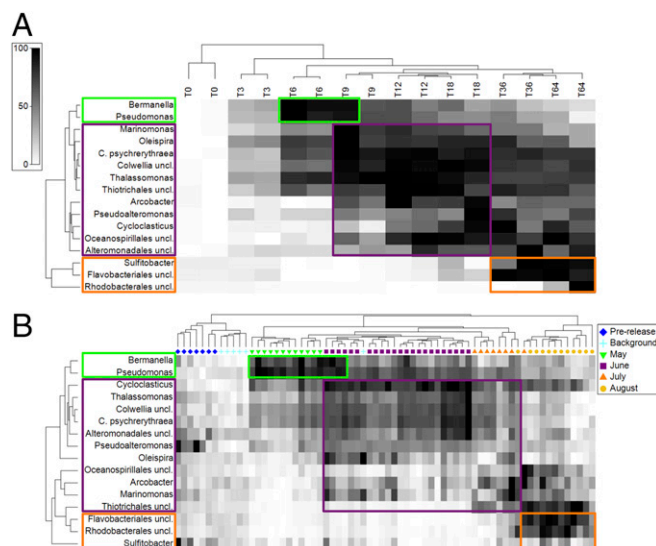 A
100
50
0
T0 T0 T3 T3 T6 T6 T9 T9 T12 T12 T18 T18 T36 T36 T64 T64
Bermanella
Pseudomonas
Marinomonas
Oleispira
C. psychrerythraea
Colwellia uncl.
Thalassomonas
Thiotrichales uncl.
Arcobacter
Pseudoalteromonas
Cycloclasticus
Oceanospirillales uncl.
Alteromonadales uncl.
Sulfitobacter
Flavobacteriales uncl.
Rhodobacterales uncl.
B
Pre-release
Background
May
June
July
August
Bermanella
Pseudomonas
Cycloclasticus
Thalassomonas
Colwellia uncl.
C. psychrerythraea
Alteromonadales uncl.
Pseudoalteromonas
Oleispira
Oceanospirillales uncl.
Arcobacter
Marinomonas
Thiotrichales uncl.
Flavobacteriales uncl.
Rhodobacterales uncl.
Sulfitobacter